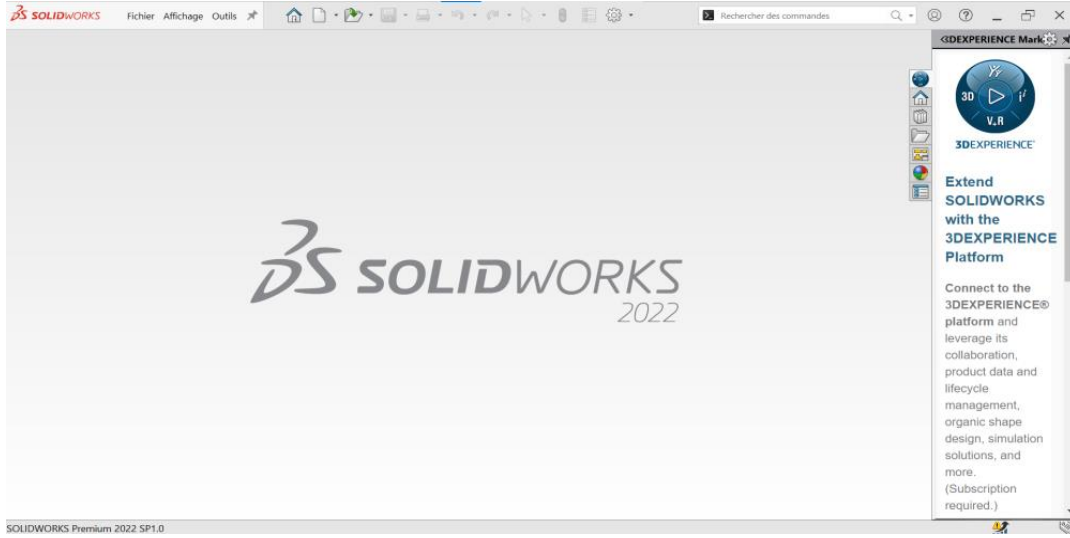 SOLIDWORKS Fichier Affichage Outils Rechercher des commandes
3DEXPERIENCE Mark
3D V.R
3DEXPERIENCE
Extend
SOLIDWORKS
with the
3DEXPERIENCE
Platform
Connect to the
3DEXPERIENCE®
platform and
leverage its
collaboration,
product data and
lifecycle
management,
organic shape
design, simulation
solutions, and
more.
(Subscription
required.)
SOLIDWORKS
2022
SOLIDWORKS Premium 2022 SP1.0